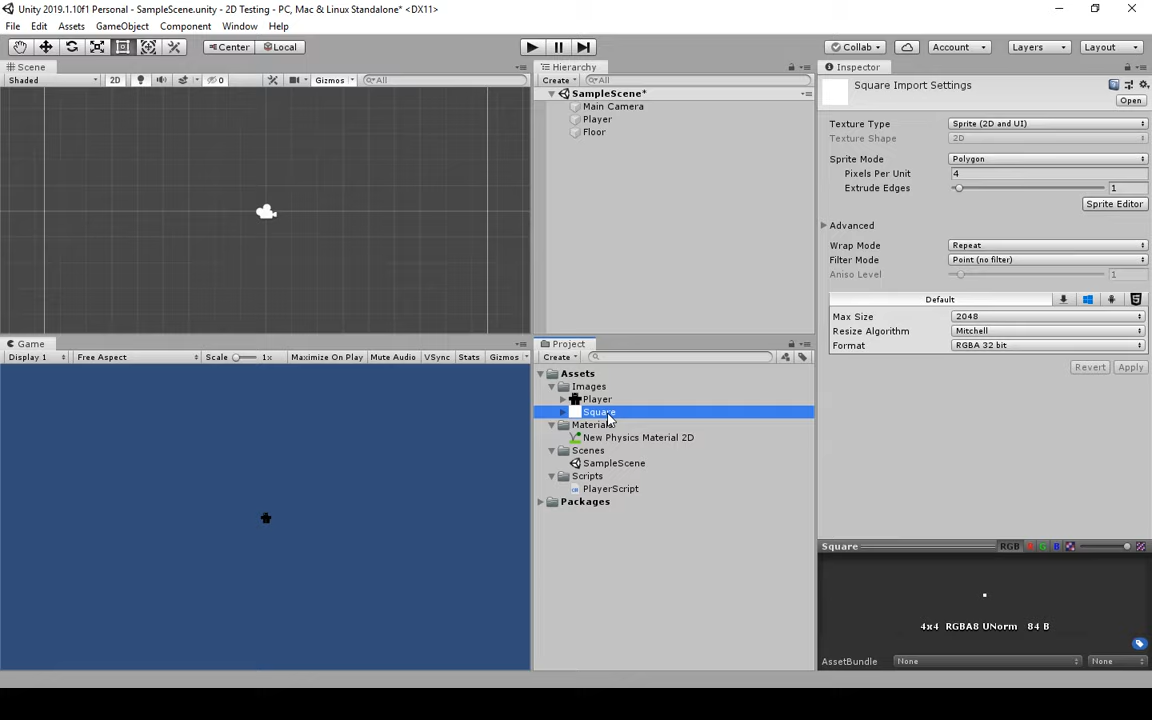 Unity 2019.1.10f1 Personal - SampleScene.unity - 2D Testing - PC, Mac & Linux Standalone* <DX11>
File Edit Assets GameObject Component Window Help
Center Local Collab Account Layers Layout
Scene
Shaded 2D 0 Gizmos All
Hierarchy
Create All
SampleScene*
Main Camera
Player
Floor
Inspector
Square Import Settings
Open
Texture Type Sprite (2D and UI)
Texture Shape 2D
Sprite Mode Polygon
Pixels Per Unit 4
Extrude Edges 1
Sprite Editor
Advanced
Wrap Mode Repeat
Filter Mode Point (no filter)
Aniso Level 1
Default
Max Size 2048
Resize Algorithm Mitchell
Format RGBA 32 bit
Revert Apply
Game
Display 1 Free Aspect Scale 1x Maximize On Play Mute Audio VSync Stats Gizmos
Project
Create
Assets
Images
Player
Square
Materials
New Physics Material 2D
Scenes
SampleScene
Scripts
PlayerScript
Packages
Square RGB R G B
4x4 RGBA8 UNorm 84 B
AssetBundle None None